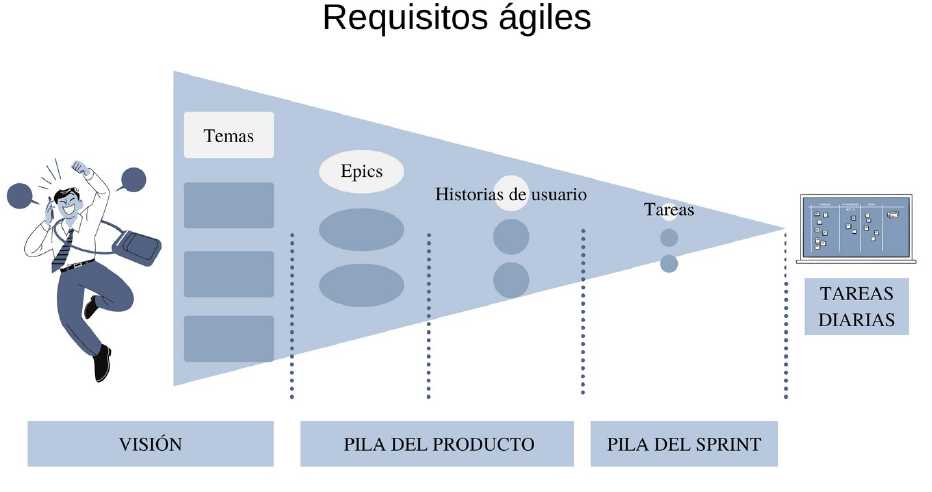 Requisitos ágiles
Temas
Epics
Historias de usuario
Tareas
TAREAS
DIARIAS
VISIÓN
PILA DEL PRODUCTO
PILA DEL SPRINT